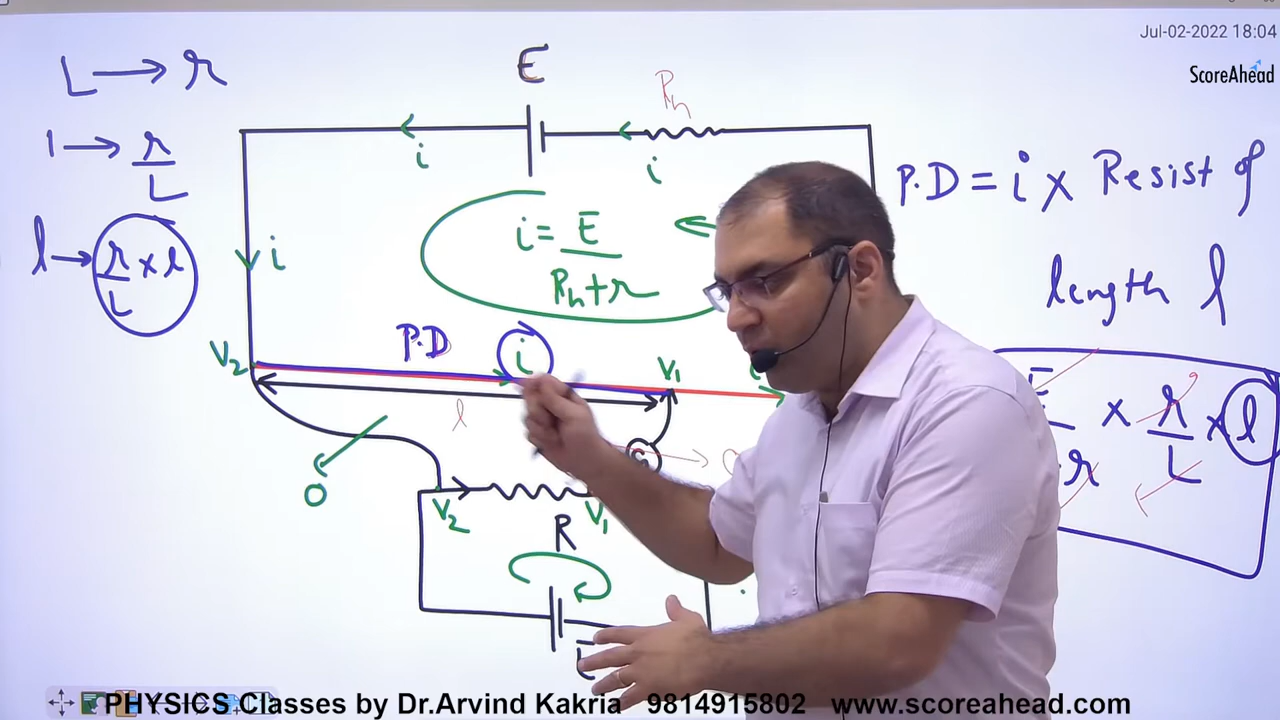 Jul-02-2022 18:04
ScoreAhead
L → r
1 → r/L
l → r/L × l
E
Rh
i
i
i
i = E/(Rh+r)
P.D = i × Resist of
length l
P.D
i
V2
V1
l
G
× r/L × l
r
0
V2
V1
R
E
PHYSICS Classes by Dr.Arvind Kakria 9814915802 www.scoreahead.com